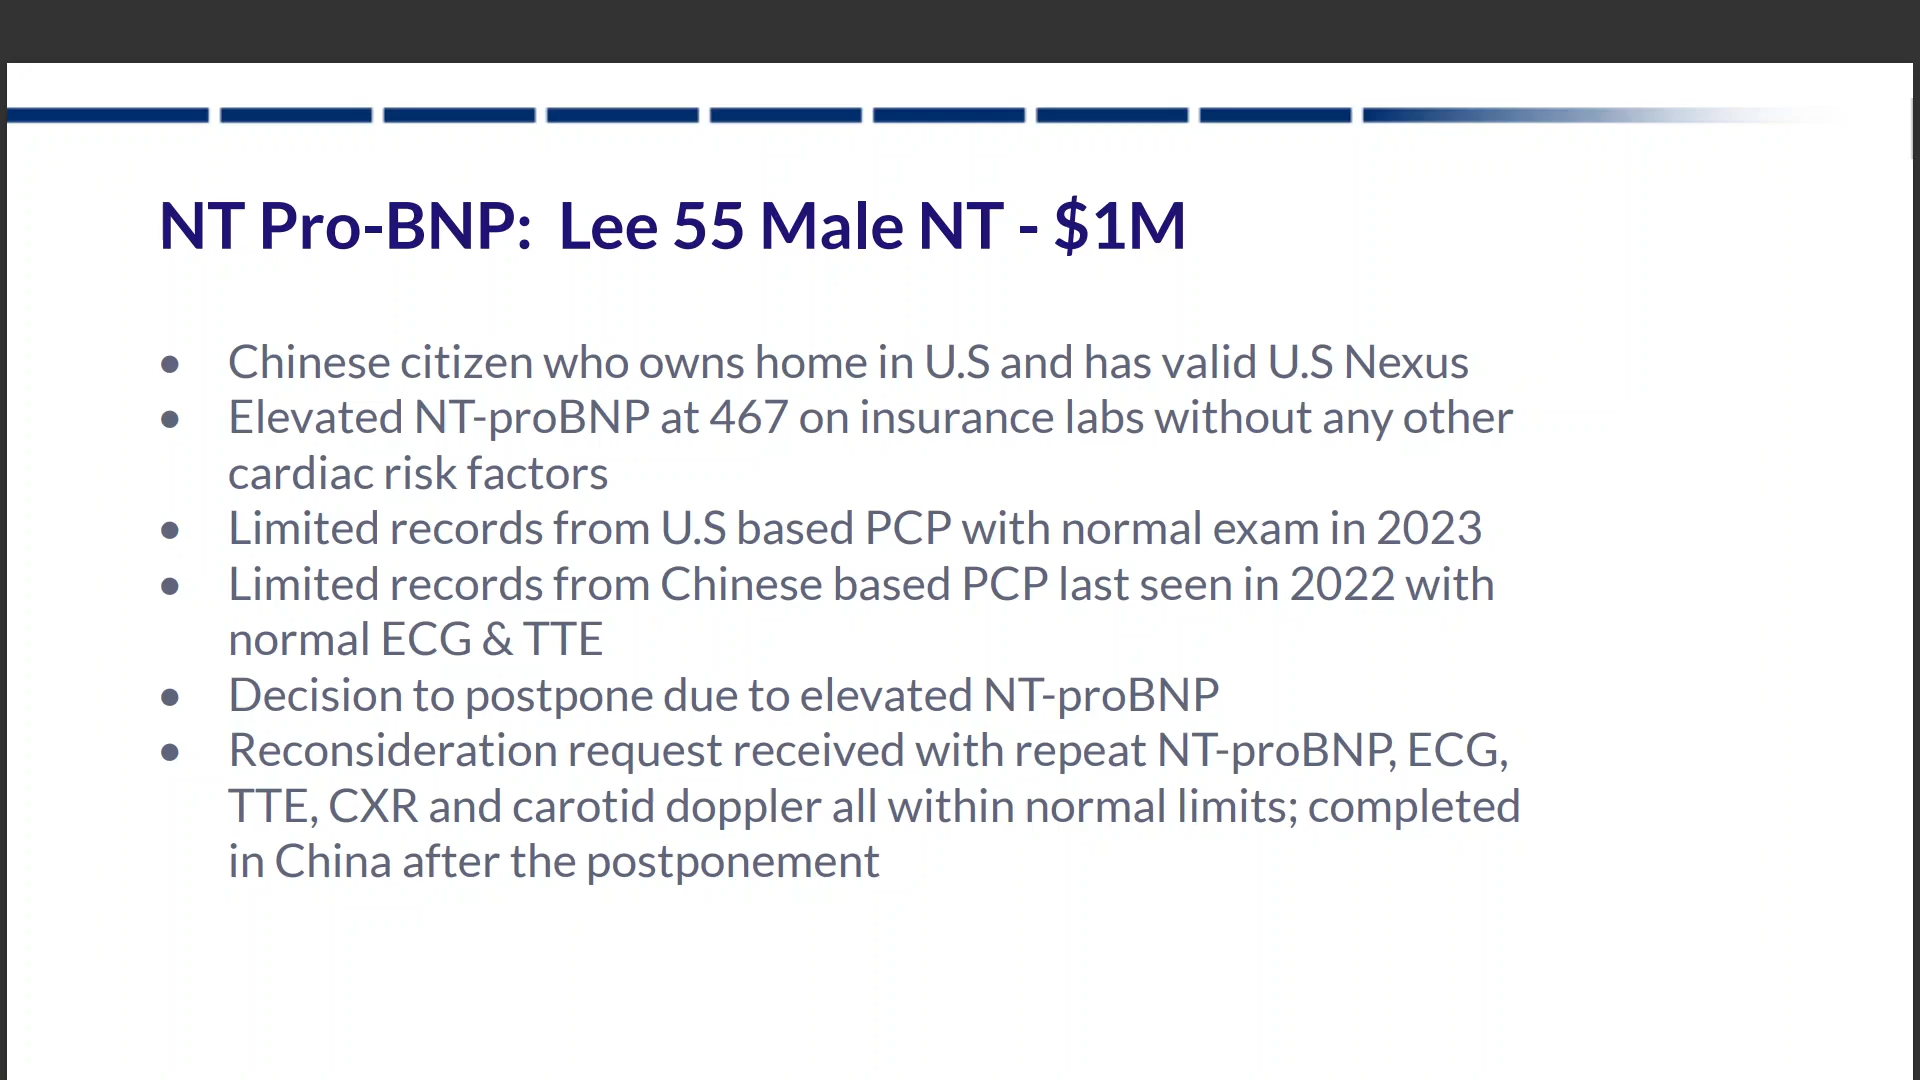 NT Pro-BNP:  Lee 55 Male NT - $1M
● Chinese citizen who owns home in U.S and has valid U.S Nexus
● Elevated NT-proBNP at 467 on insurance labs without any other
cardiac risk factors
● Limited records from U.S based PCP with normal exam in 2023
● Limited records from Chinese based PCP last seen in 2022 with
normal ECG & TTE
● Decision to postpone due to elevated NT-proBNP
● Reconsideration request received with repeat NT-proBNP, ECG,
TTE, CXR and carotid doppler all within normal limits; completed
in China after the postponement